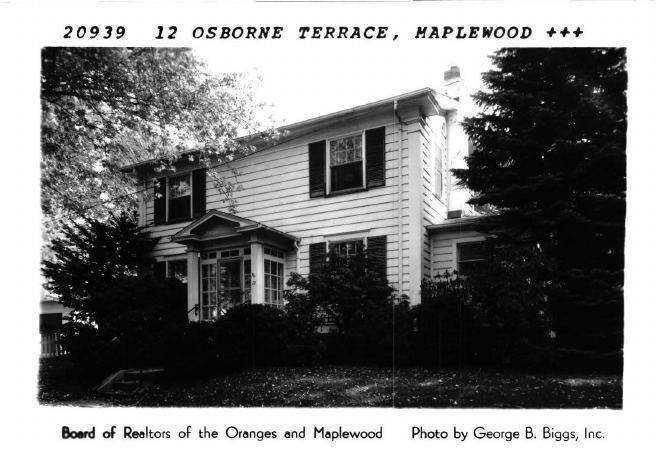 20939 12 OSBORNE TERRACE, MAPLEWOOD +++
Board of Realtors of the Oranges and Maplewood Photo by George B. Biggs, Inc.